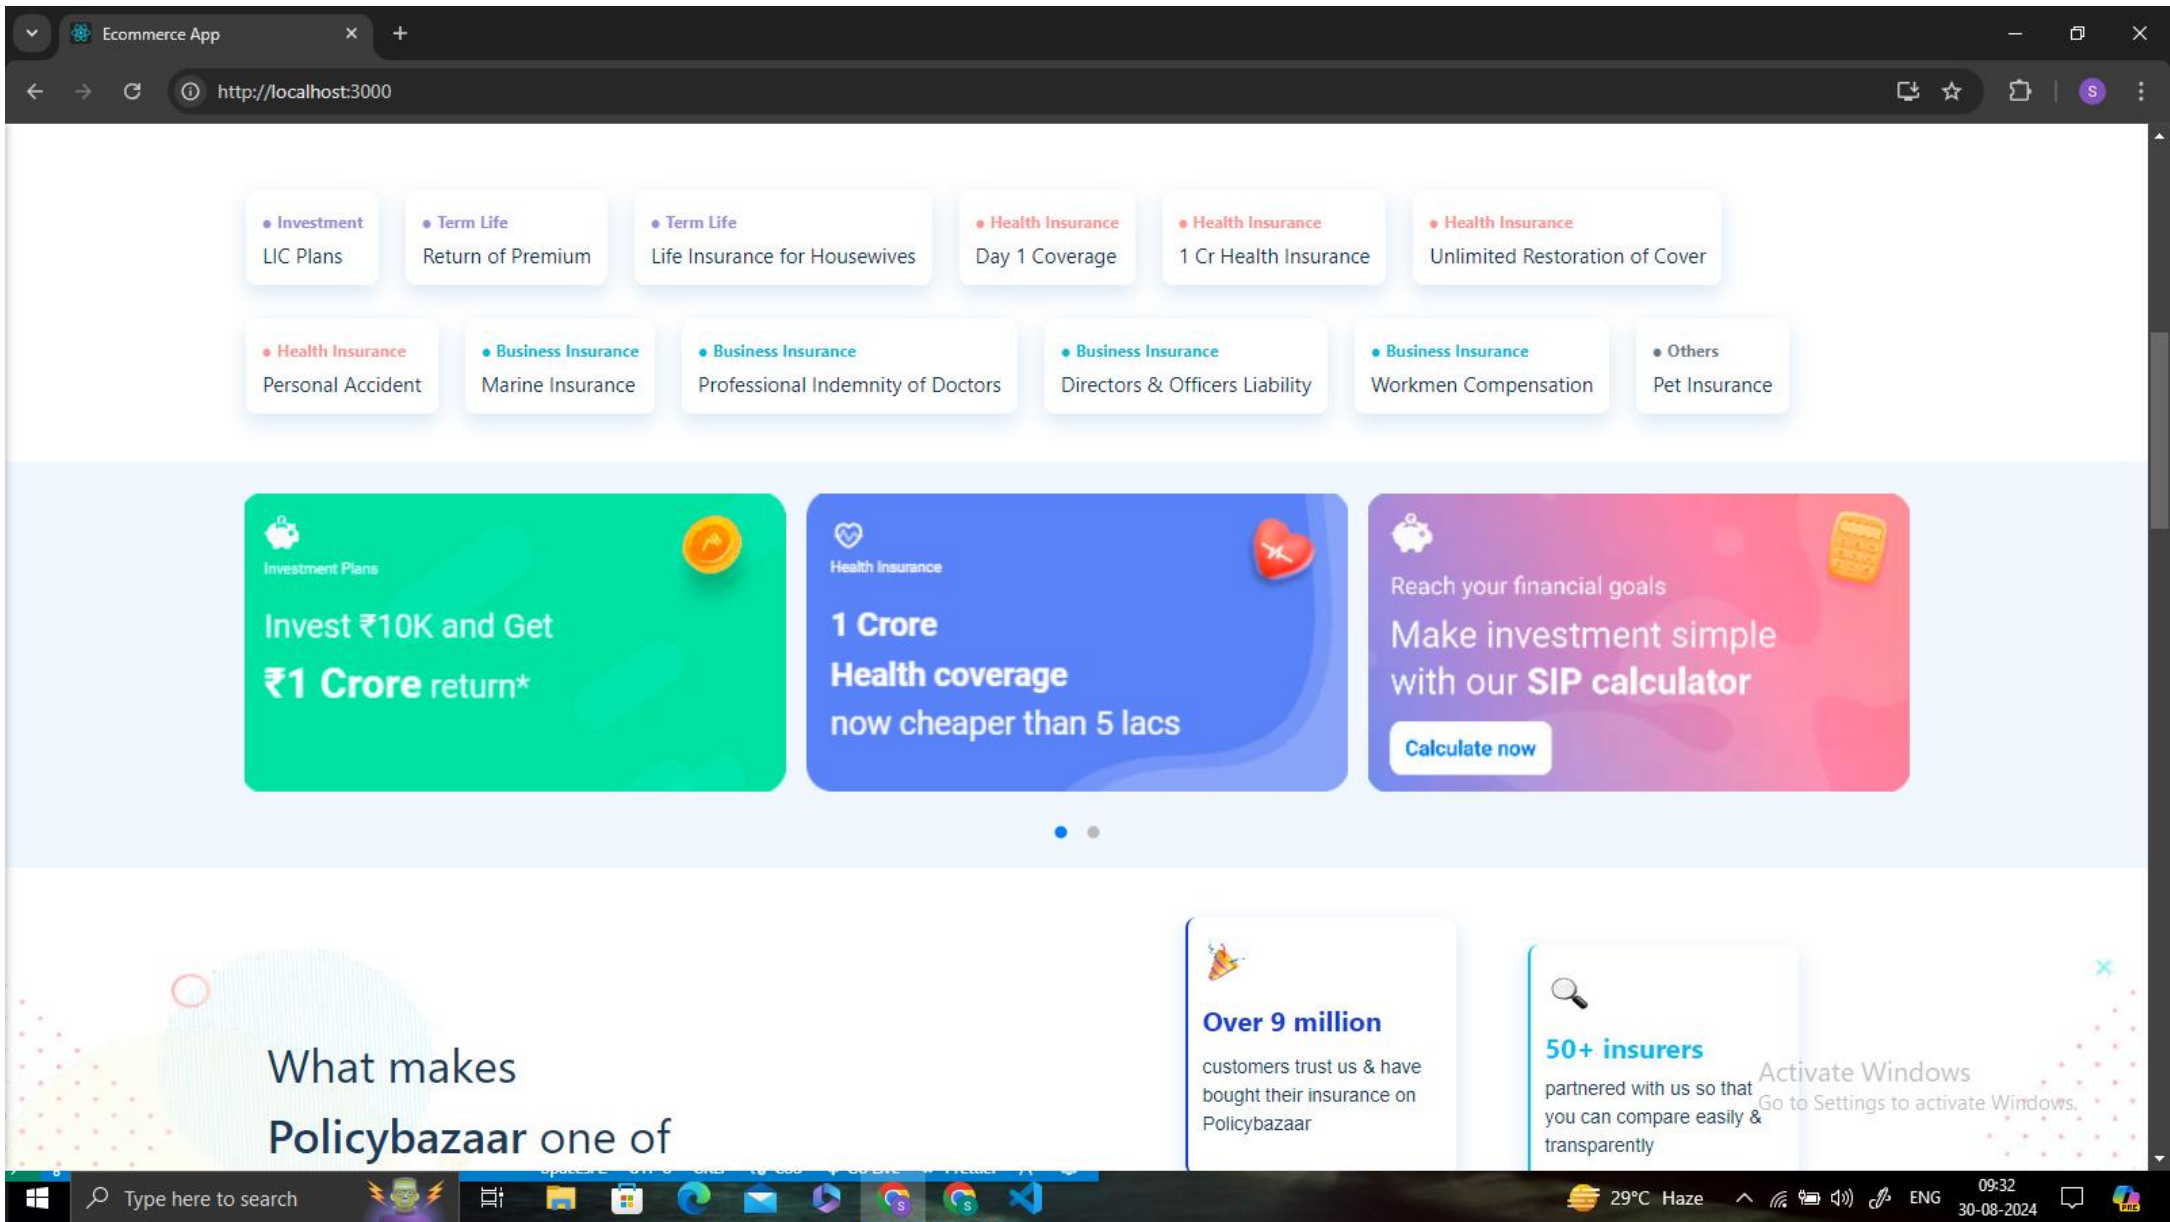 Ecommerce App
http://localhost:3000
S
• Investment
LIC Plans
• Term Life
Return of Premium
• Term Life
Life Insurance for Housewives
• Health Insurance
Day 1 Coverage
• Health Insurance
1 Cr Health Insurance
• Health Insurance
Unlimited Restoration of Cover
• Health Insurance
Personal Accident
• Business Insurance
Marine Insurance
• Business Insurance
Professional Indemnity of Doctors
• Business Insurance
Directors & Officers Liability
• Business Insurance
Workmen Compensation
• Others
Pet Insurance
Investment Plans
Invest ₹10K and Get
₹1 Crore return*
Health Insurance
1 Crore
Health coverage
now cheaper than 5 lacs
Reach your financial goals
Make investment simple
with our SIP calculator
Calculate now
What makes
Policybazaar one of
Over 9 million
customers trust us & have
bought their insurance on
Policybazaar
50+ insurers
partnered with us so that
you can compare easily &
transparently
Activate Windows
Go to Settings to activate Windows.
Type here to search
29°C Haze
ENG
09:32
30-08-2024